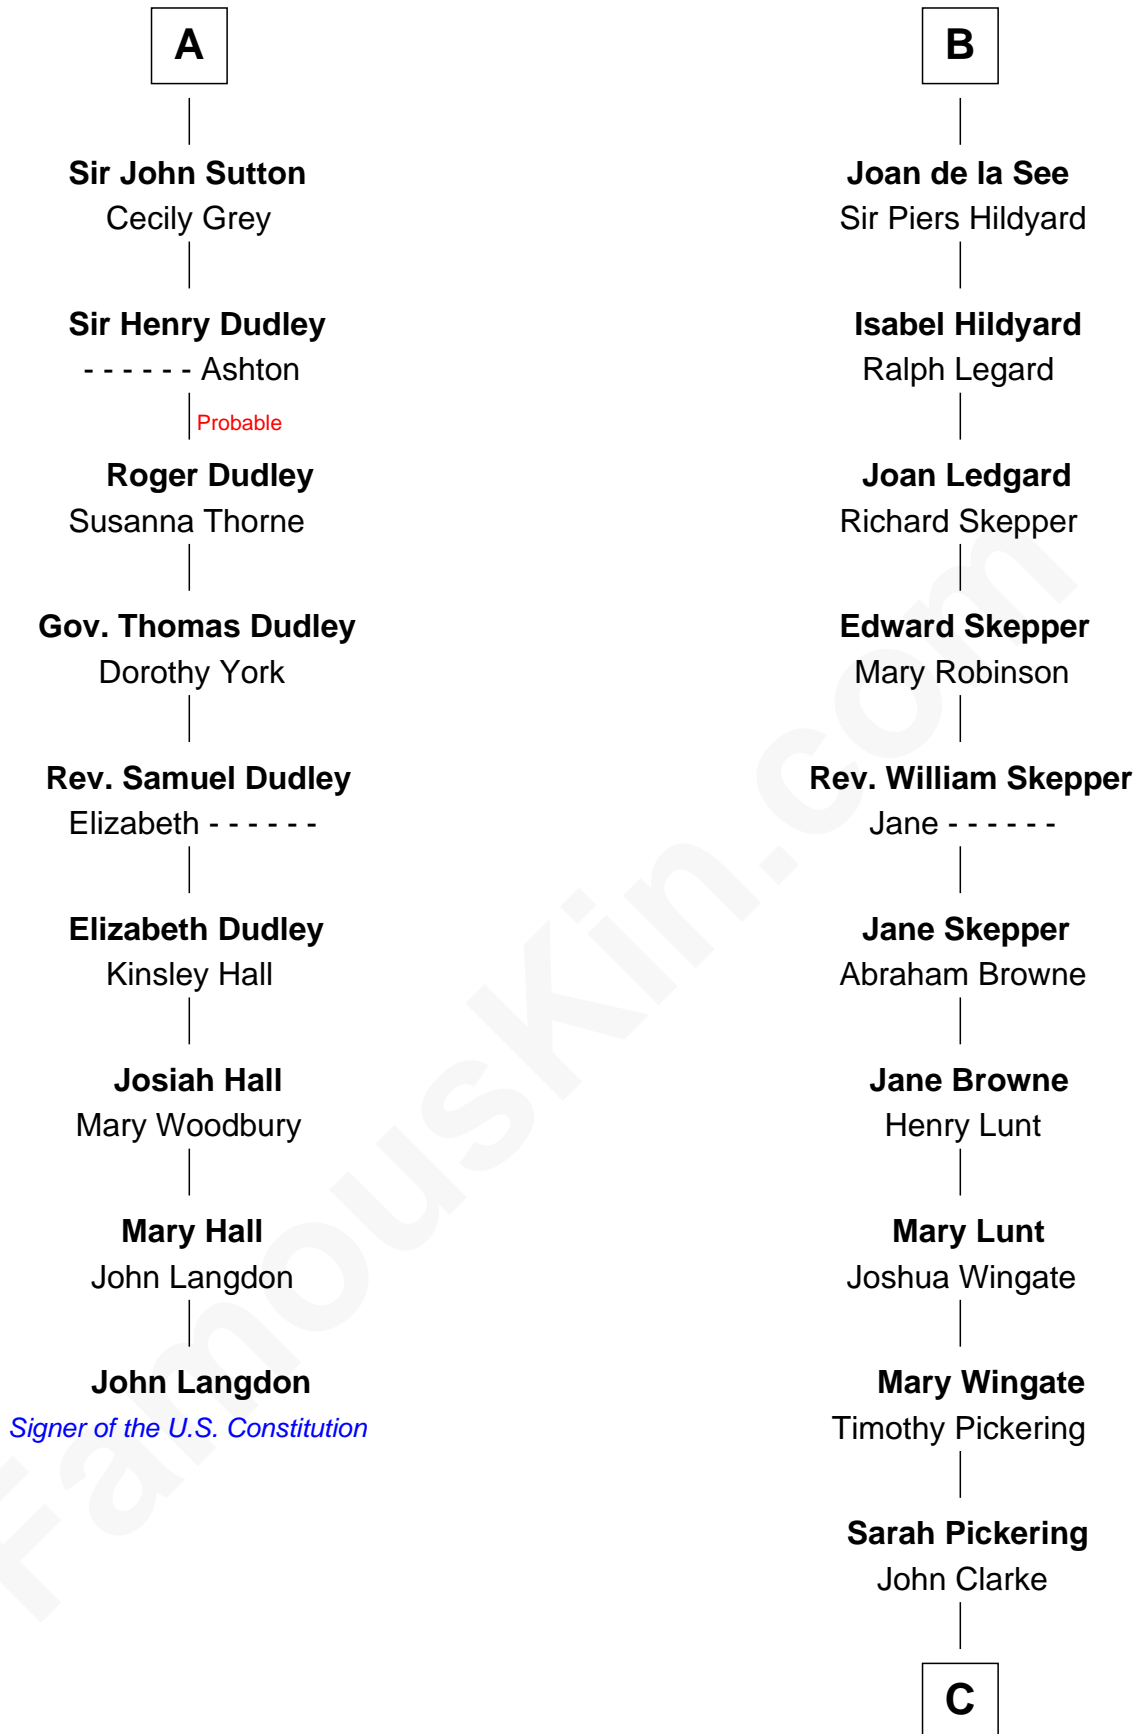 A
Sir John Sutton
Cecily Grey
Sir Henry Dudley
- - - - - - Ashton
Probable
Roger Dudley
Susanna Thorne
Gov. Thomas Dudley
Dorothy York
Rev. Samuel Dudley
Elizabeth - - - - - -
Elizabeth Dudley
Kinsley Hall
Josiah Hall
Mary Woodbury
Mary Hall
John Langdon
John Langdon
Signer of the U.S. Constitution
B
Joan de la See
Sir Piers Hildyard
Isabel Hildyard
Ralph Legard
Joan Ledgard
Richard Skepper
Edward Skepper
Mary Robinson
Rev. William Skepper
Jane - - - - - -
Jane Skepper
Abraham Browne
Jane Browne
Henry Lunt
Mary Lunt
Joshua Wingate
Mary Wingate
Timothy Pickering
Sarah Pickering
John Clarke
C
FamousKin.com